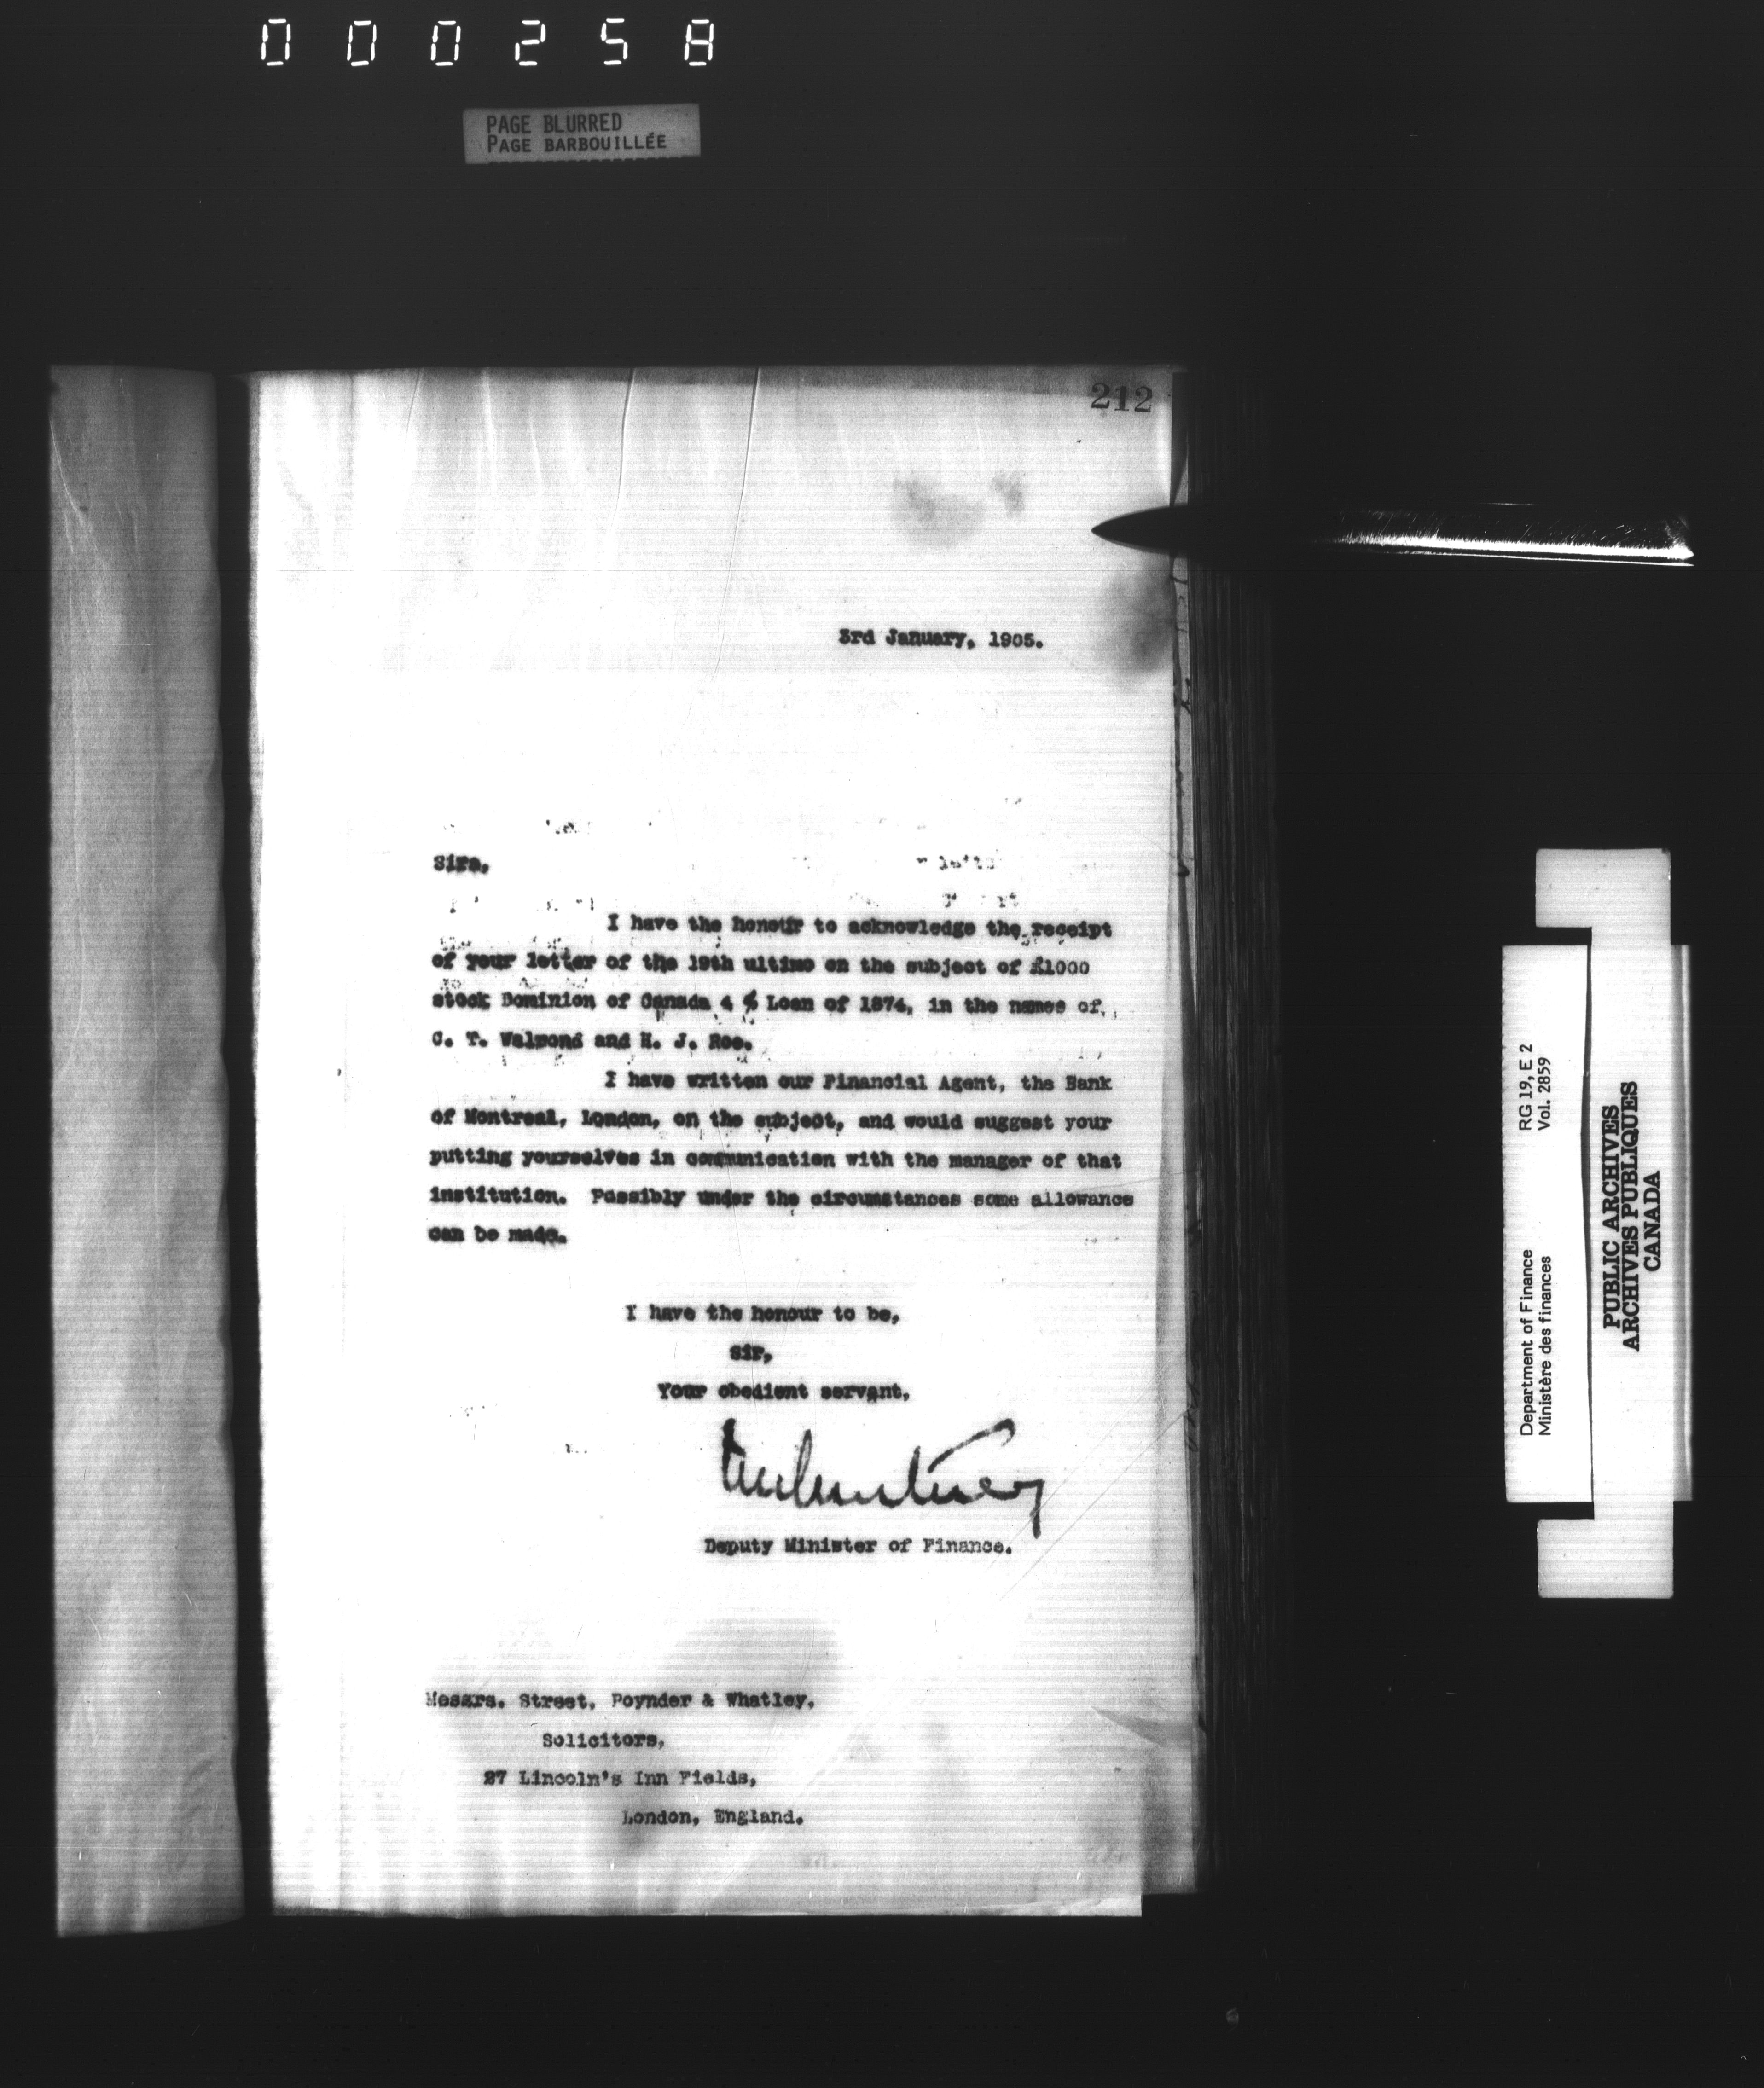 000258
PAGE BLURRED
PAGE BARBOUILLÉE
212
3rd January, 1905.
Sirs,
I have the honour to acknowledge the receipt
of your letter of the 19th ultimo on the subject of £1000
stock Dominion of Canada 4 % Loan of 1874, in the names of
C. T. Walmond and H. J. Roe.
I have written our Financial Agent, the Bank
of Montreal, London, on the subject, and would suggest your
putting yourselves in communication with the manager of that
institution. Possibly under the circumstances some allowance
can be made.
I have the honour to be,
Sir,
Your obedient servant,
Deputy Minister of Finance.
Messrs. Street, Poynder & Whatley,
Solicitors,
27 Lincoln's Inn Fields,
London, England.
Department of Finance RG 19, E 2
Ministère des finances Vol. 2859
PUBLIC ARCHIVES
ARCHIVES PUBLIQUES
CANADA